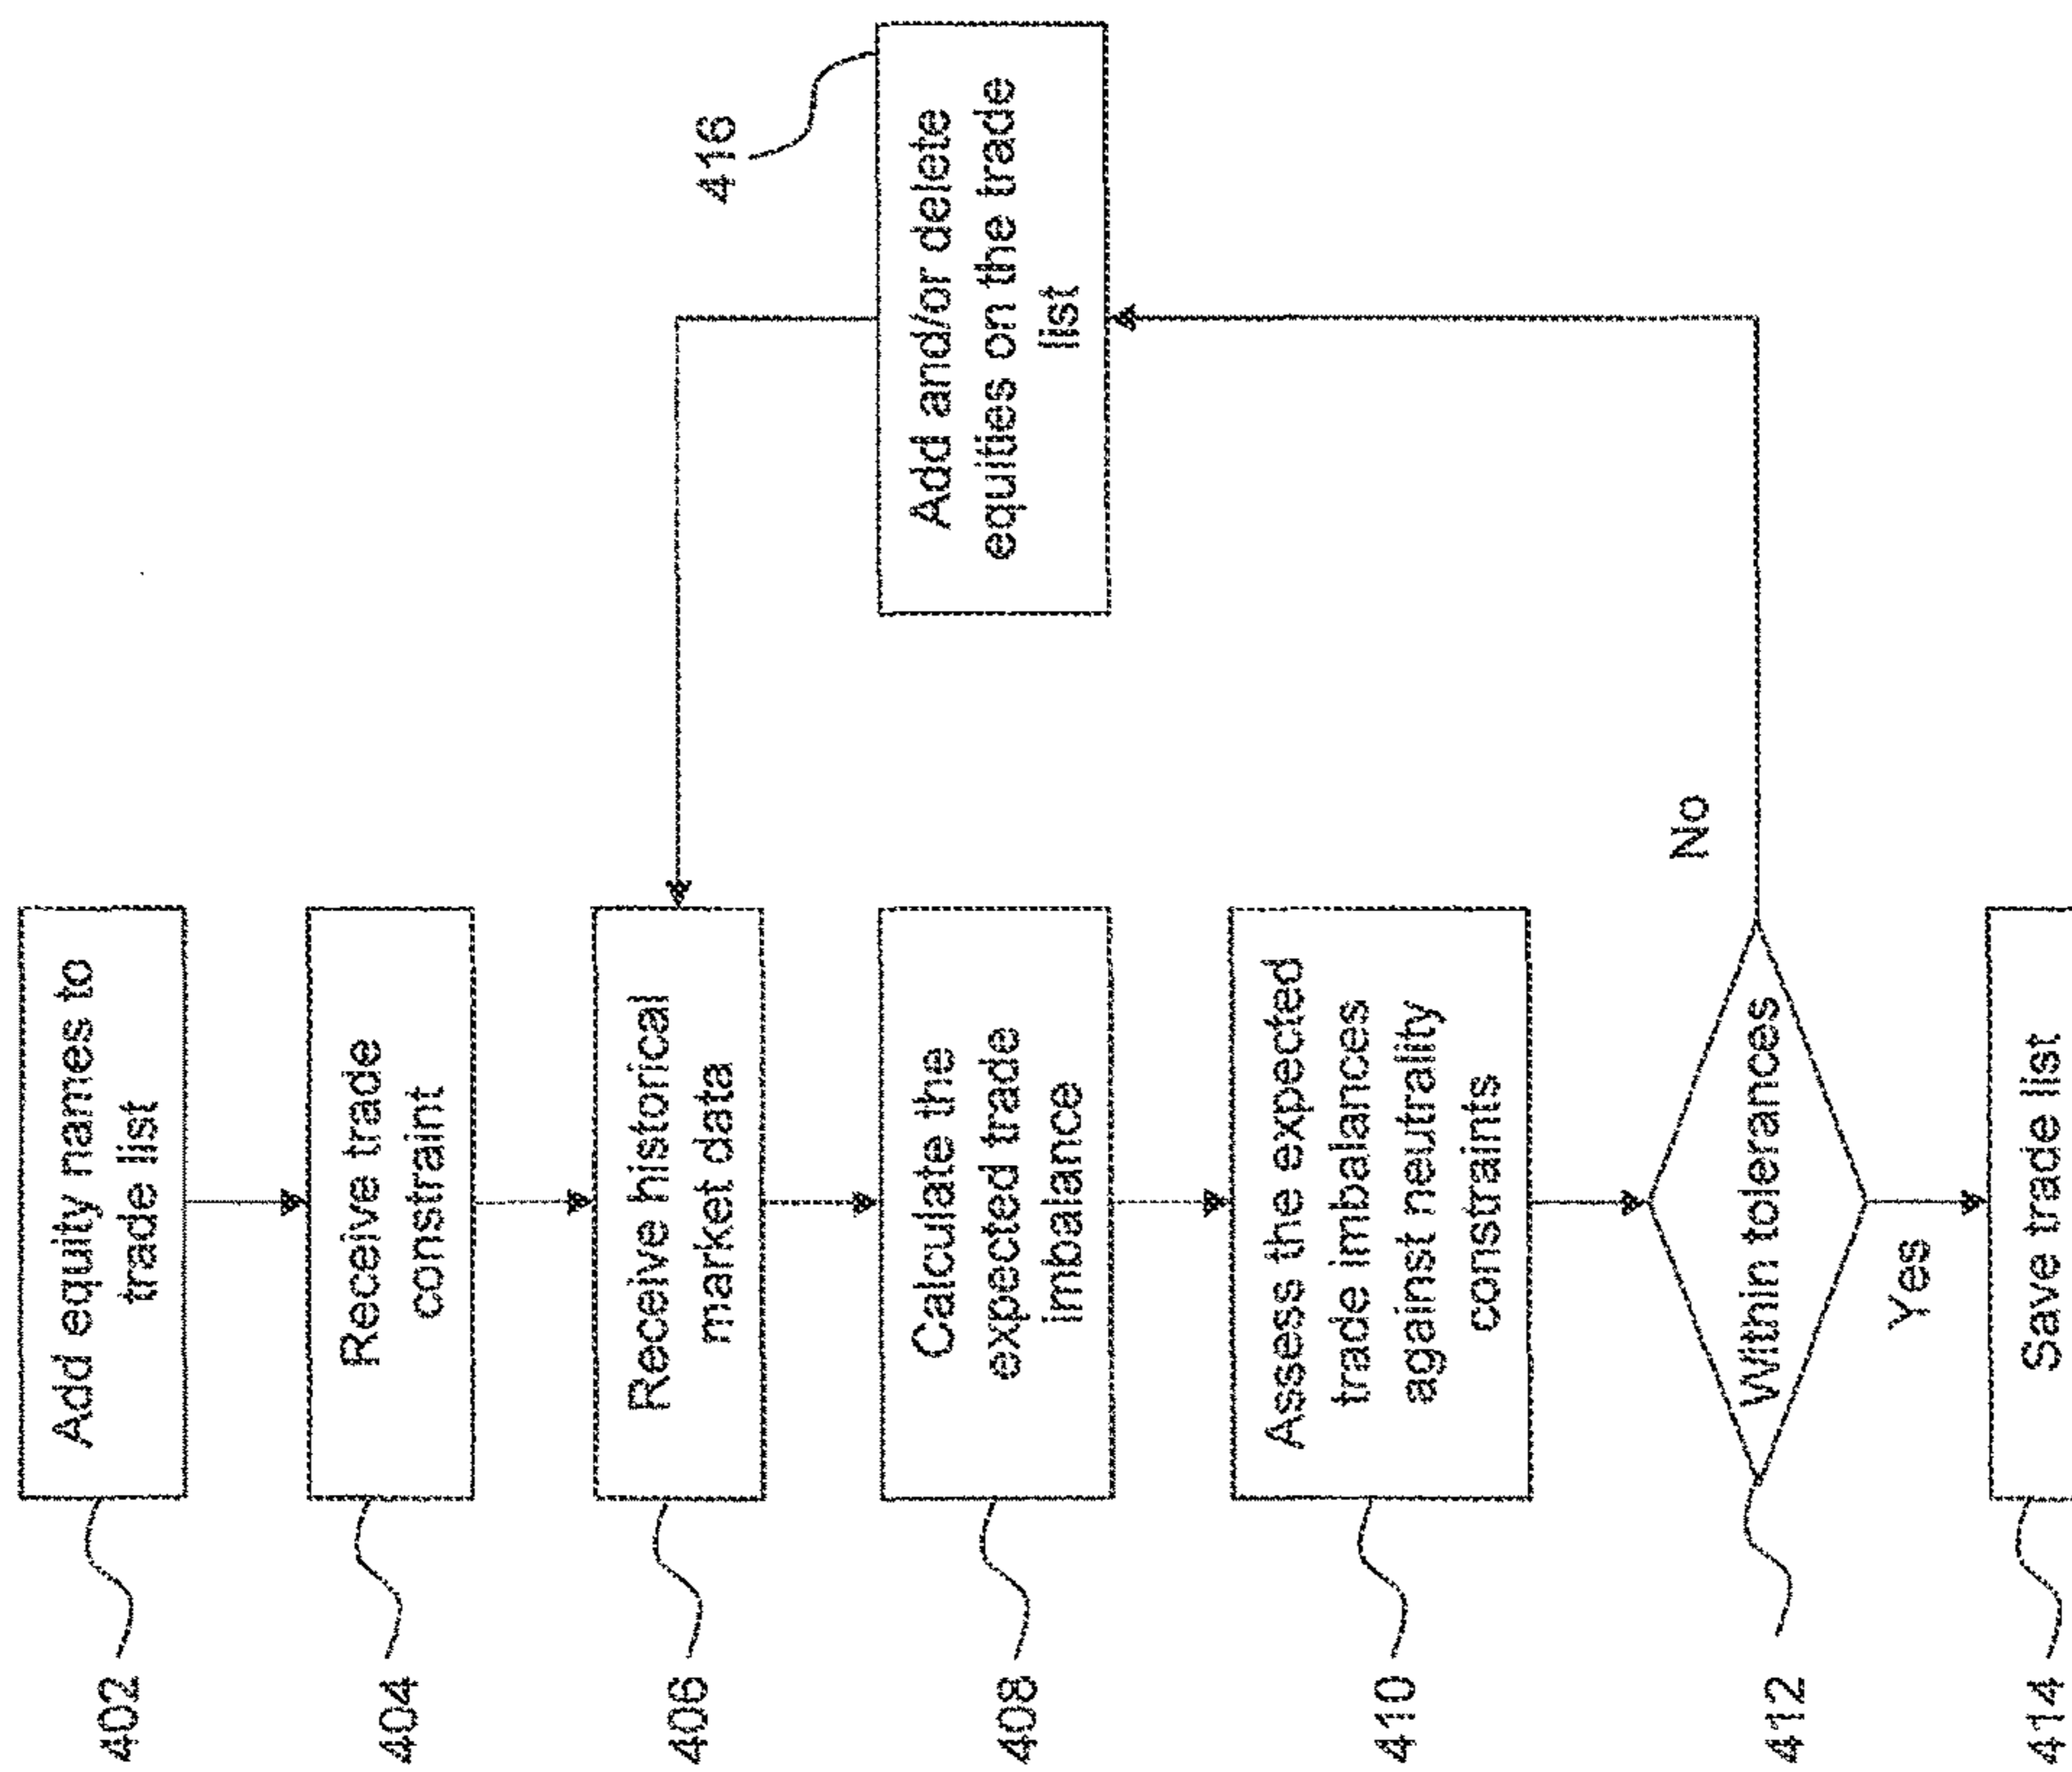 402
Add equity names to
trade list
404
Receive trade
constraint
406
Receive historical
market data
408
Calculate the
expected trade
imbalance
410
Assess the expected
trade imbalances
against neutrality
constraints
412
Within tolerances
No
Yes
414
Save trade list
416
Add and/or delete
equities on the trade
list